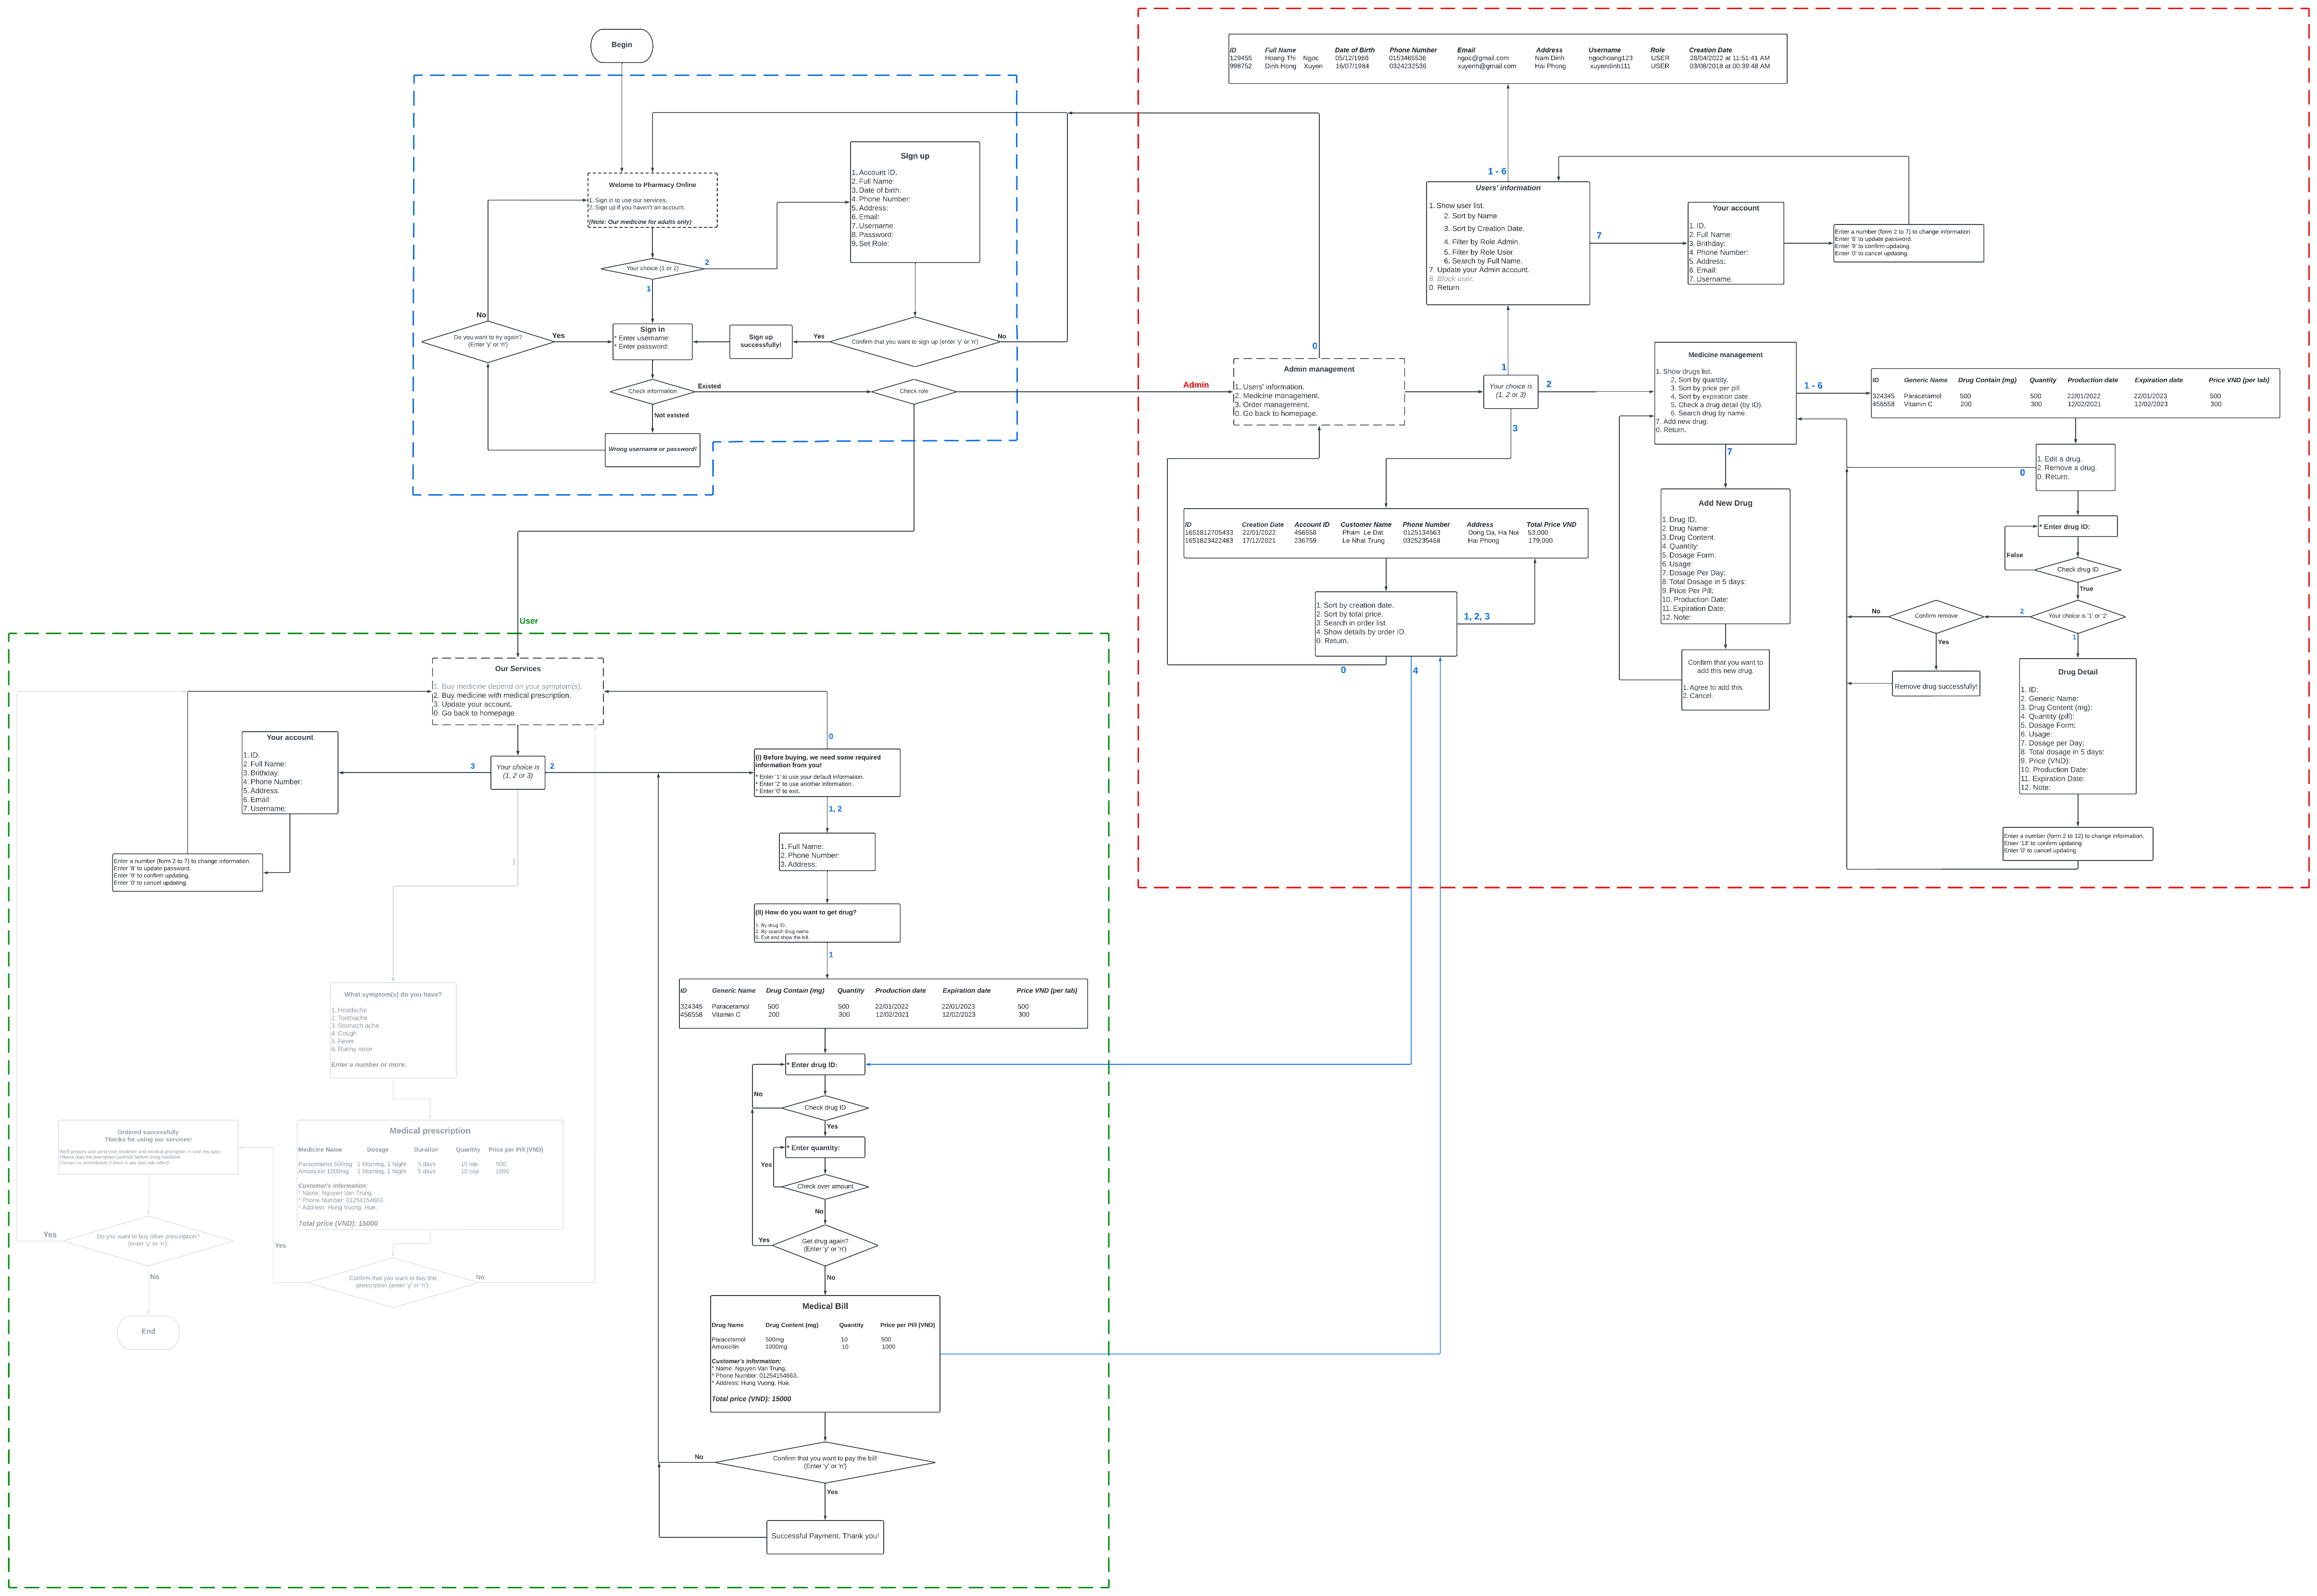 Begin
Welome to Pharmacy Online
1. Sign in to use our services.
2. Sign up if you haven't an account.
(Note: Our medicine for adults only)
Your choice (1 or 2)
2
1
Sign up
1. Account ID.
2. Full Name:
3. Date of birth:
4. Phone Number:
5. Address:
6. Email:
7. Username:
8. Password:
9. Set Role:
No
Do you want to try again?
(Enter 'y' or 'n')
Yes
Sign in
* Enter username:
* Enter password:
Sign up
successfully!
Yes
Confirm that you want to sign up (enter 'y' or 'n')
No
Check information
Existed
Check role
Not existed
Wrong username or password!
Admin
User
ID Full Name Date of Birth Phone Number Email Address Username Role Creation Date
129455 Hoang Thi Ngoc 05/12/1966 0153465536 ngoc@gmail.com Nam Dinh ngochoang123 USER 28/04/2022 at 11:51:41 AM
998752 Dinh Hong Xuyen 16/07/1984 0324232536 xuyenh@gmail.com Hai Phong xuyendinh111 USER 03/08/2018 at 00:39:48 AM
1 - 6
Users' information
1. Show user list.
2. Sort by Name.
3. Sort by Creation Date.
4. Filter by Role Admin.
5. Filter by Role User.
6. Search by Full Name.
7. Update your Admin account.
8. Block user.
0. Return.
7
Your account
1. ID.
2. Full Name:
3. Birthday:
4. Phone Number:
5. Address:
6. Email:
7. Username:
Enter a number (form 2 to 7) to change information.
Enter '8' to update password.
Enter '9' to confirm updating.
Enter '0' to cancel updating.
0
Admin management
1. Users' information.
2. Medicine management.
3. Order management.
0. Go back to homepage.
1
Your choice is
(1, 2 or 3)
2
3
Medicine management
1. Show drugs list.
2. Sort by quantity.
3. Sort by price per pill.
4. Sort by expiration date.
5. Check a drug detail (by ID).
6. Search drug by name.
7. Add new drug.
0. Return.
1 - 6
7
ID Generic Name Drug Contain (mg) Quantity Production date Expiration date Price VND (per tab)
324345 Paracetamol 500 500 22/01/2022 22/01/2023 500
456558 Vitamin C 200 300 12/02/2021 12/02/2023 300
1. Edit a drug.
2. Remove a drug.
0. Return.
0
* Enter drug ID:
False
Check drug ID
True
Your choice is '1' or '2'
2
1
Confirm remove
No
Yes
Remove drug successfully!
Drug Detail
1. ID:
2. Generic Name:
3. Drug Content (mg):
4. Quantity (pill):
5. Dosage Form:
6. Usage:
7. Dosage per Day:
8. Total dosage in 5 days:
9. Price (VND):
10. Production Date:
11. Expiration Date:
12. Note:
Enter a number (form 2 to 12) to change information.
Enter '13' to confirm updating.
Enter '0' to cancel updating.
Add New Drug
1. Drug ID.
2. Drug Name:
3. Drug Content:
4. Quantity:
5. Dosage Form:
6. Usage:
7. Dosage Per Day:
8. Total Dosage in 5 days:
9. Price Per Pill:
10. Production Date:
11. Expiration Date:
12. Note:
Confirm that you want to
add this new drug.
1. Agree to add this.
2. Cancel.
ID Creation Date Account ID Customer Name Phone Number Address Total Price VND
1651812705433 22/01/2022 456558 Pham Le Dat 0125134563 Dong Da, Ha Noi 53,000
1651823422483 17/12/2021 236759 Le Nhat Trung 0325235468 Hai Phong 179,000
1. Sort by creation date.
2. Sort by total price.
3. Search in order list.
4. Show details by order ID.
0. Return.
1, 2, 3
0
4
Our Services
1. Buy medicine depend on your symptom(s).
2. Buy medicine with medical prescription.
3. Update your account.
0. Go back to homepage.
3
Your choice is
(1, 2 or 3)
2
1
Your account
1. ID.
2. Full Name:
3. Birthday:
4. Phone Number:
5. Address:
6. Email:
7. Username:
Enter a number (form 2 to 7) to change information.
Enter '8' to update password.
Enter '9' to confirm updating.
Enter '0' to cancel updating.
0
(I) Before buying, we need some required
information from you!
* Enter '1' to use your default information.
* Enter '2' to use another information.
* Enter '0' to exit.
1, 2
1. Full Name:
2. Phone Number:
3. Address:
(II) How do you want to get drug?
1. By drug ID.
2. By search drug name.
0. Exit and show the bill.
1
ID Generic Name Drug Contain (mg) Quantity Production date Expiration date Price VND (per tab)
324345 Paracetamol 500 500 22/01/2022 22/01/2023 500
456558 Vitamin C 200 300 12/02/2021 12/02/2023 300
* Enter drug ID:
No
Check drug ID
Yes
* Enter quantity:
Yes
Check over amount
No
Yes
Get drug again?
(Enter 'y' or 'n')
No
Medical Bill
Drug Name Drug Content (mg) Quantity Price per Pill (VND)
Paracetamol 500mg 10 500
Amoxicilin 1000mg 10 1000
Customer's information:
* Name: Nguyen Van Trung.
* Phone Number: 01254154663.
* Address: Hung Vuong, Hue.
Total price (VND): 15000
No
Confirm that you want to pay the bill!
(Enter 'y' or 'n')
Yes
Successful Payment. Thank you!
What symptom(s) do you have?
1. Headache
2. Toothache
3. Stomach ache
4. Cough
5. Fever
6. Runny nose
Enter a number or more.
Medical prescription
Medicine Name Dosage Duration Quantity Price per Pill (VND)
Paracetamol 500mg 1 Morning, 1 Night 5 days 10 tab 500
Amoxicilin 1000mg 1 Morning, 1 Night 5 days 10 cap 1000
Customer's information:
* Name: Nguyen Van Trung.
* Phone Number: 01254154663.
* Address: Hung Vuong, Hue.
Total price (VND): 15000
Confirm that you want to buy this
prescription (enter 'y' or 'n'):
No
Yes
Ordered successfully
Thanks for using our services!
We'll prepare and send your medicine and medical prescription in next few days.
Please read the prescription carefully before using medicine.
Contact us immediately if there is any bad side effect!
Yes
Do you want to buy other prescription?
(enter 'y' or 'n'):
No
End